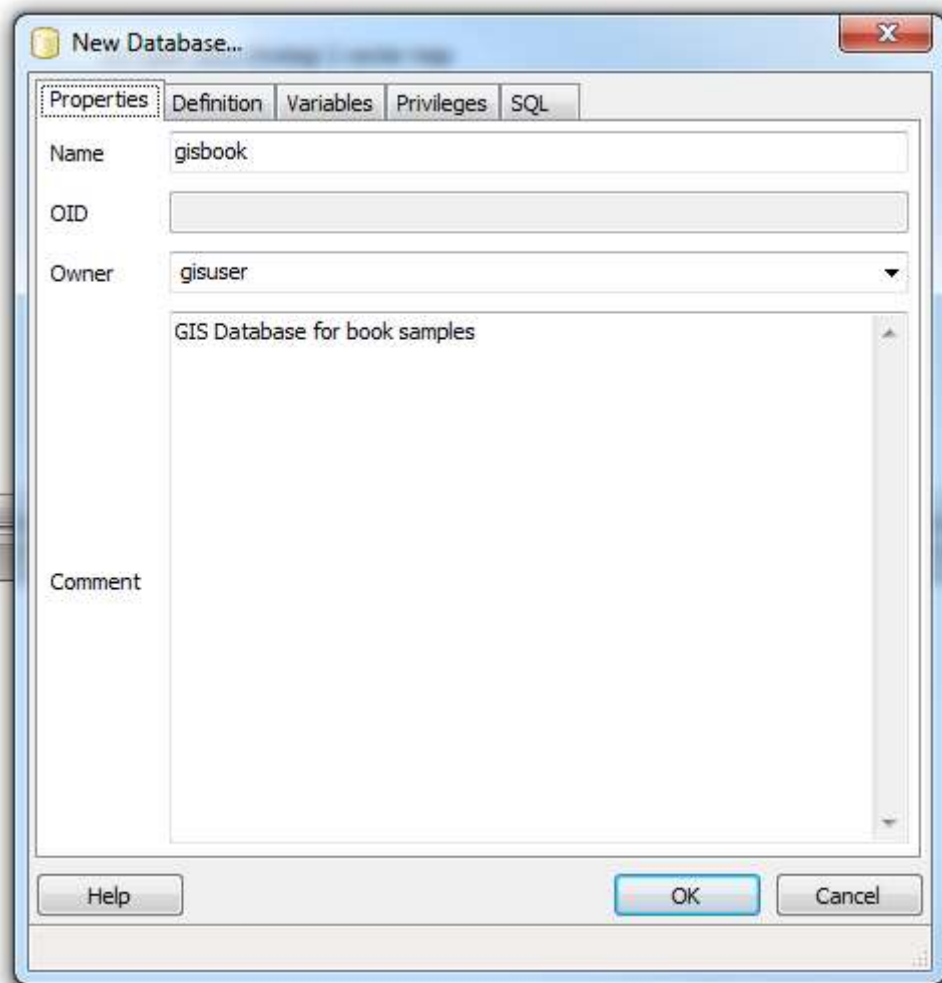 New Database...
Properties Definition Variables Privileges SQL
Name gisbook
OID
Owner gisuser
GIS Database for book samples
Comment
Help OK Cancel